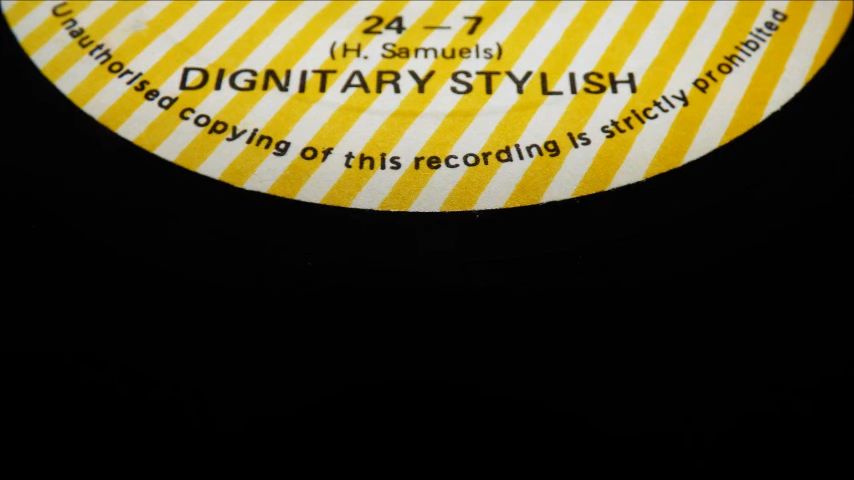 24 — 7
(H. Samuels)
DIGNITARY STYLISH
Unauthorised copying of this recording is strictly prohibited